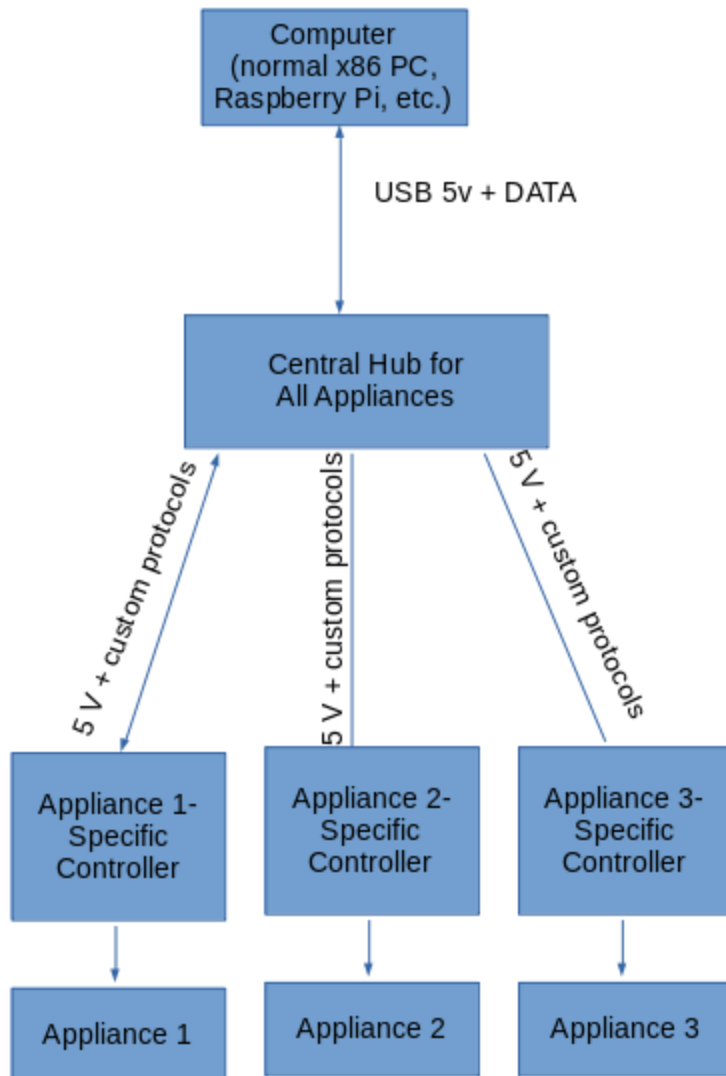 Computer
(normal x86 PC,
Raspberry Pi, etc.)
USB 5v + DATA
Central Hub for
All Appliances
5 V + custom protocols
5 V + custom protocols
5 V + custom protocols
Appliance 1-
Specific
Controller
Appliance 2-
Specific
Controller
Appliance 3-
Specific
Controller
Appliance 1
Appliance 2
Appliance 3